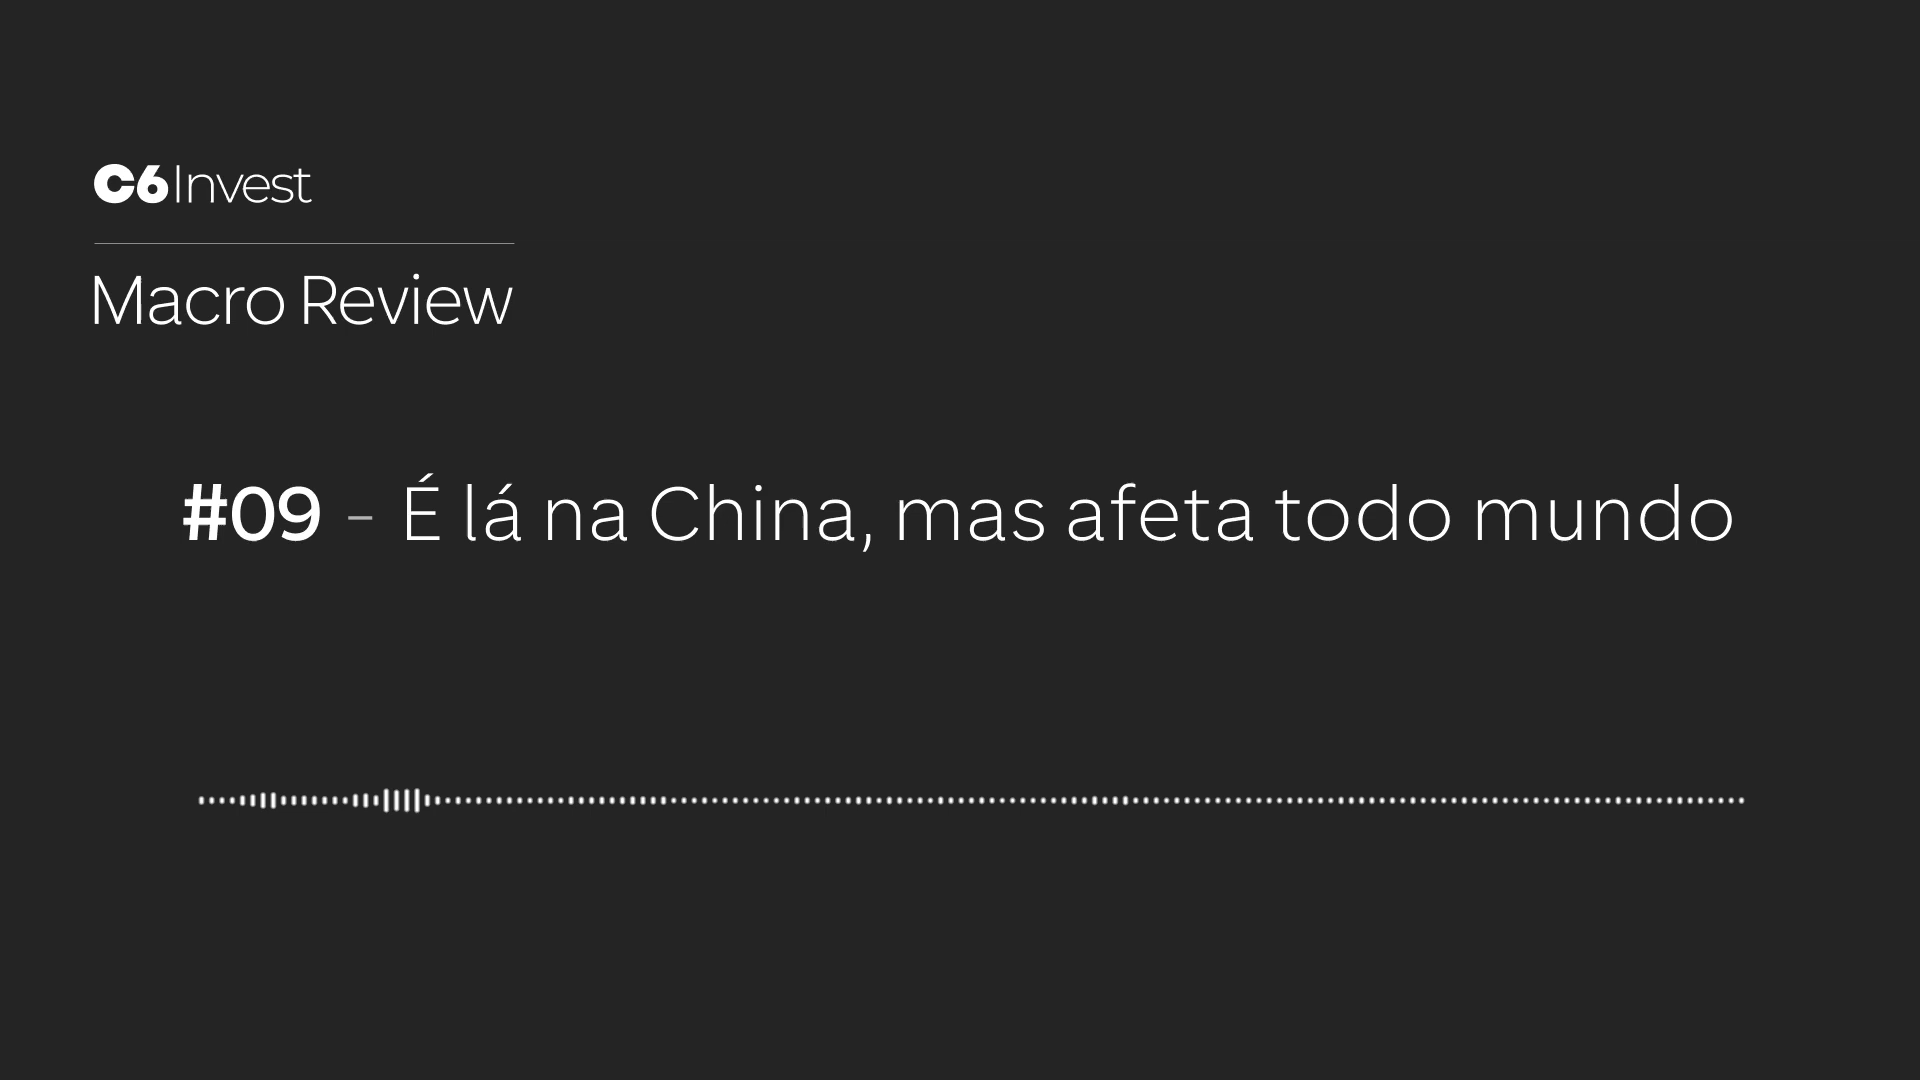 C6 Invest
Macro Review
#09 - É lá na China, mas afeta todo mundo